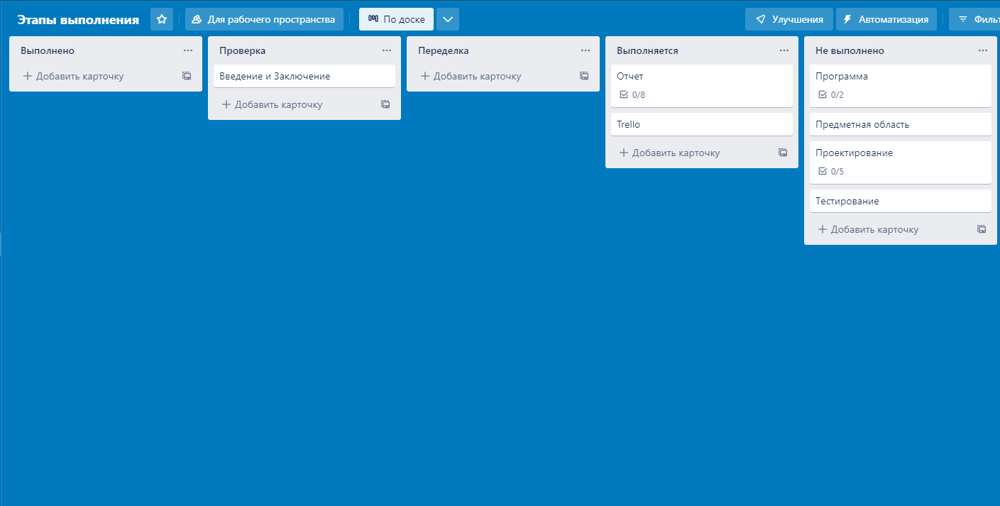 Этапы выполнения
Для рабочего пространства
По доске
Улучшения
Автоматизация
Выполнено
Добавить карточку
Проверка
Введение и Заключение
Добавить карточку
Переделка
Добавить карточку
Выполняется
Отчет
0/8
Trello
Добавить карточку
Не выполнено
Программа
0/2
Предметная область
Проектирование
0/5
Тестирование
Добавить карточку